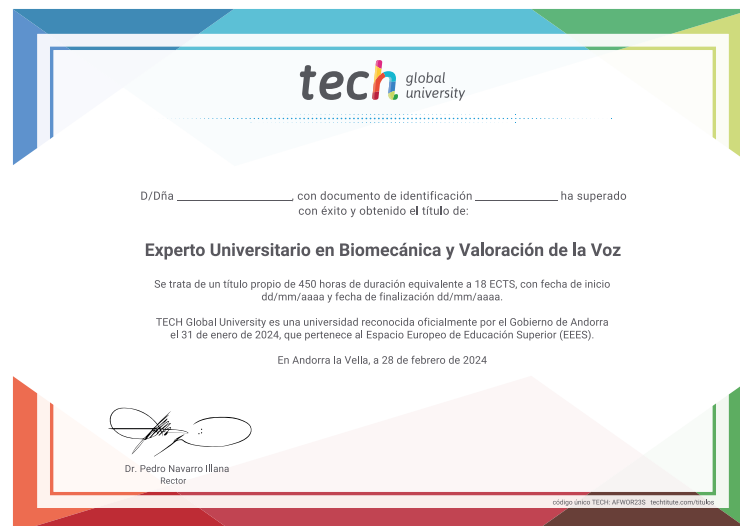 tech global university
D/Dña ____________________, con documento de identificación ______________ ha superado
con éxito y obtenido el título de:
Experto Universitario en Biomecánica y Valoración de la Voz
Se trata de un título propio de 450 horas de duración equivalente a 18 ECTS, con fecha de inicio
dd/mm/aaaa y fecha de finalización dd/mm/aaaa.
TECH Global University es una universidad reconocida oficialmente por el Gobierno de Andorra
el 31 de enero de 2024, que pertenece al Espacio Europeo de Educación Superior (EEES).
En Andorra la Vella, a 28 de febrero de 2024
Dr. Pedro Navarro Illana
Rector
código único TECH: AFWOR23S techtitute.com/titulos